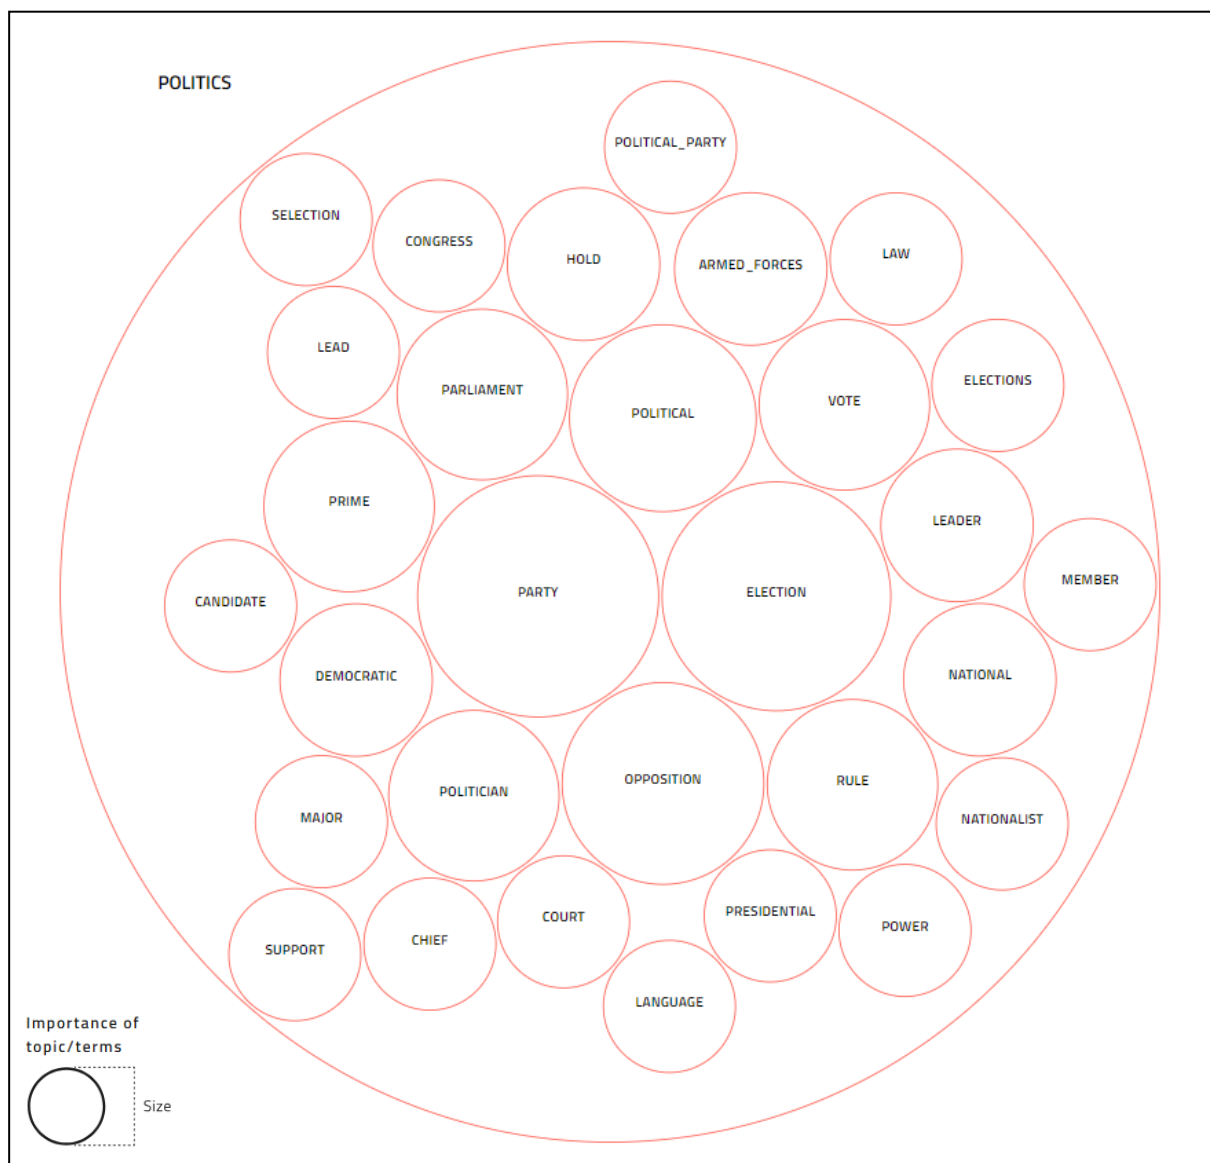 POLITICS
POLITICAL_PARTY
SELECTION
CONGRESS
HOLD
ARMED_FORCES
LAW
LEAD
PARLIAMENT
POLITICAL
VOTE
ELECTIONS
PRIME
LEADER
CANDIDATE
PARTY
ELECTION
MEMBER
DEMOCRATIC
NATIONAL
POLITICIAN
OPPOSITION
RULE
MAJOR
NATIONALIST
SUPPORT
CHIEF
COURT
PRESIDENTIAL
POWER
LANGUAGE
Importance of
topic/terms
Size